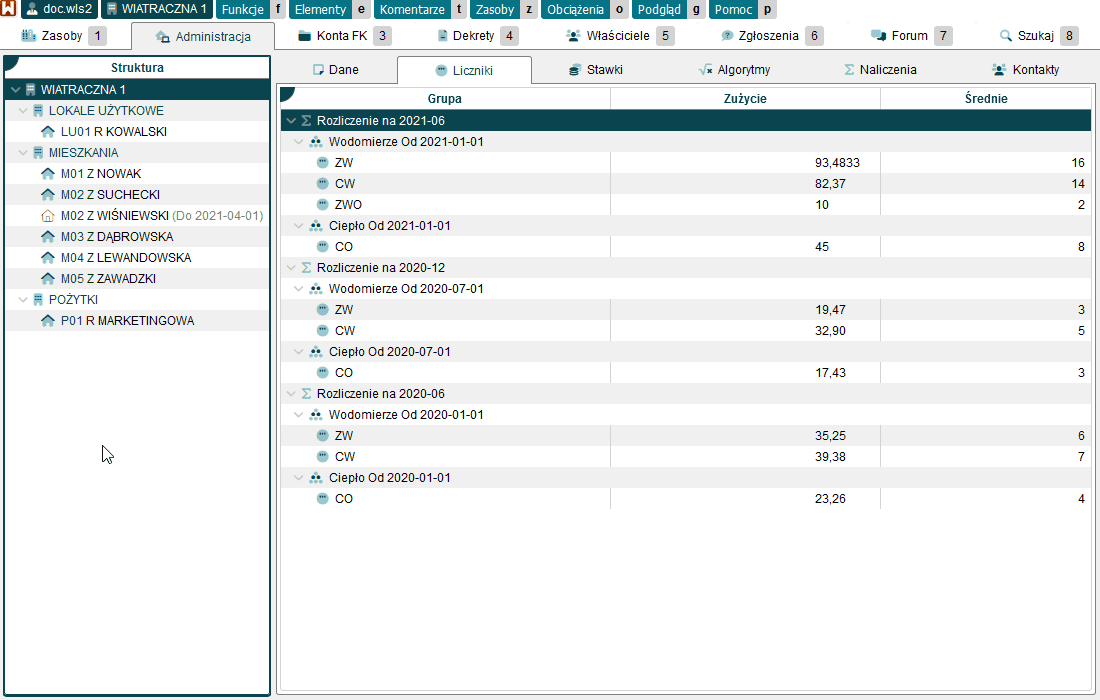 doc.wls2 WIATRACZNA 1 Funkcje f Elementy e Komentarze t Zasoby z Obciążenia o Podgląd g Pomoc p
Zasoby 1 Administracja Konta FK 3 Dekrety 4 Właściciele 5 Zgłoszenia 6 Forum 7 Szukaj 8
Struktura
WIATRACZNA 1
LOKALE UŻYTKOWE
LU01 R KOWALSKI
MIESZKANIA
M01 Z NOWAK
M02 Z SUCHECKI
M02 Z WIŚNIEWSKI (Do 2021-04-01)
M03 Z DĄBROWSKA
M04 Z LEWANDOWSKA
M05 Z ZAWADZKI
POŻYTKI
P01 R MARKETINGOWA
Dane Liczniki Stawki Algorytmy Naliczenia Kontakty
Grupa Zużycie Średnie
Rozliczenie na 2021-06
Wodomierze Od 2021-01-01
ZW 93,4833 16
CW 82,37 14
ZWO 10 2
Ciepło Od 2021-01-01
CO 45 8
Rozliczenie na 2020-12
Wodomierze Od 2020-07-01
ZW 19,47 3
CW 32,90 5
Ciepło Od 2020-07-01
CO 17,43 3
Rozliczenie na 2020-06
Wodomierze Od 2020-01-01
ZW 35,25 6
CW 39,38 7
Ciepło Od 2020-01-01
CO 23,26 4